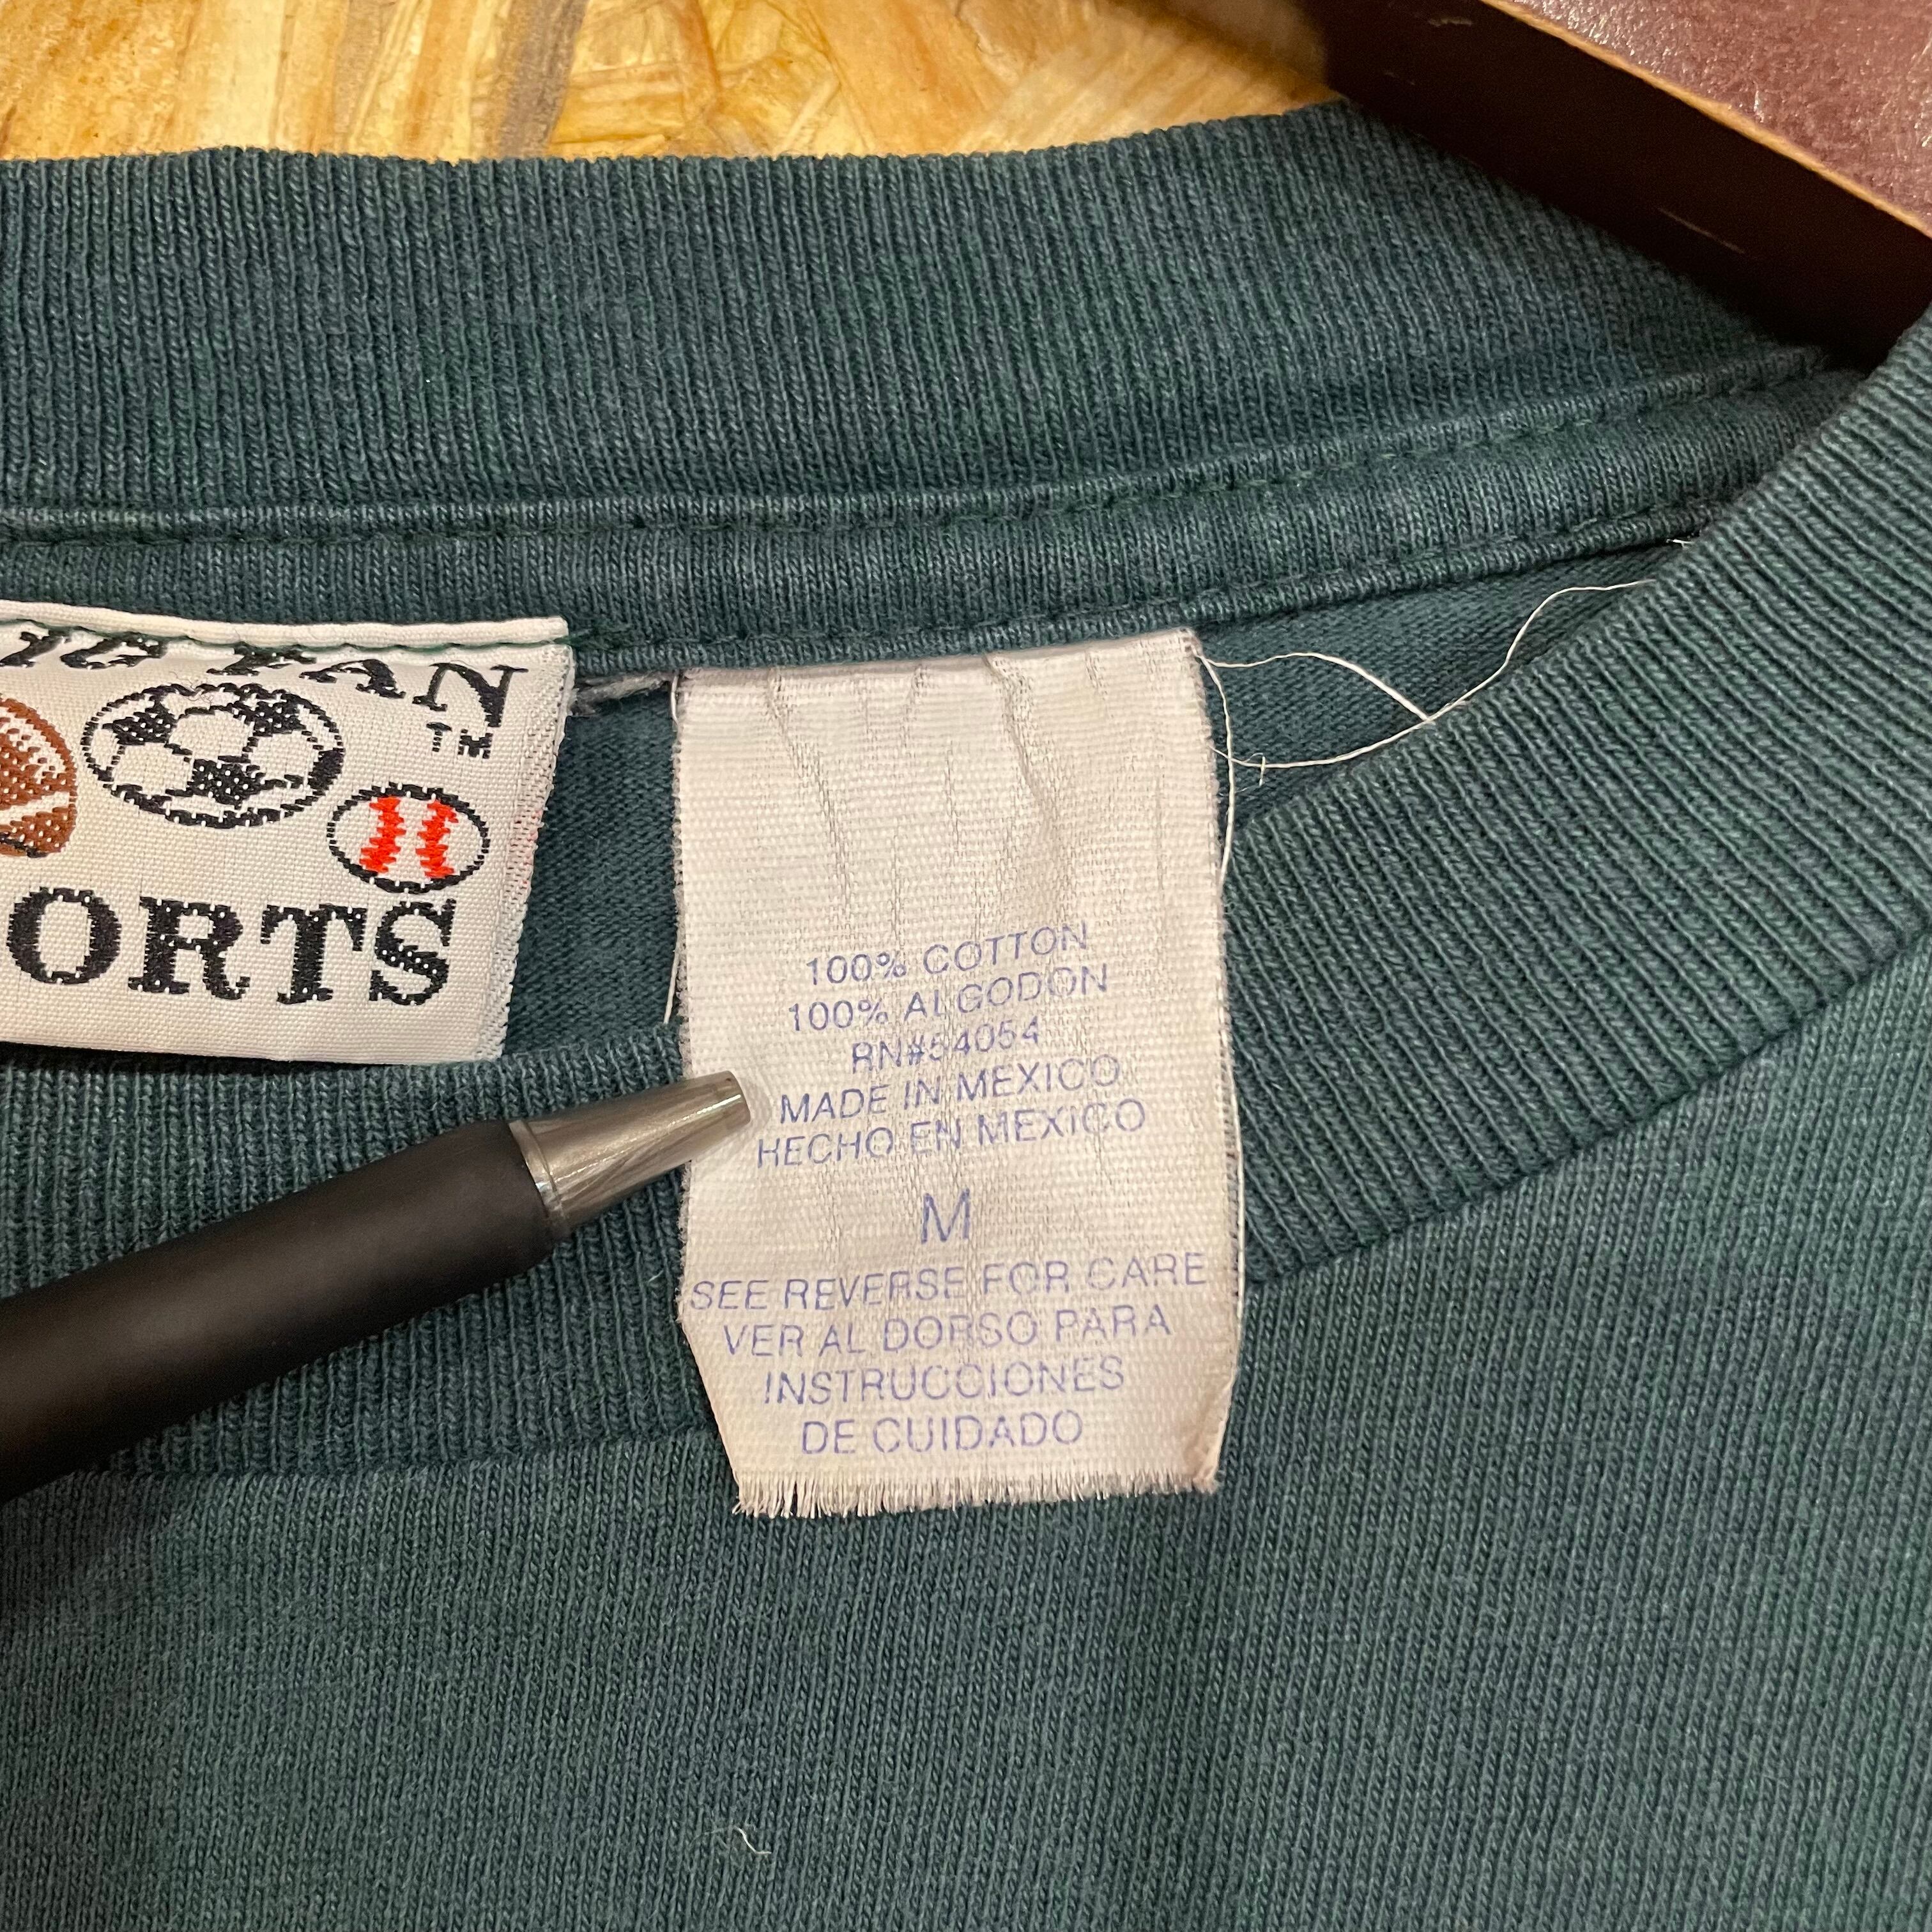 FAN
TM
ORTS
100% COTTON
100% ALGODON
RN#54054
MADE IN MEXICO
HECHO EN MEXICO
M
SEE REVERSE FOR CARE
VER AL DORSO PARA
INSTRUCCIONES
DE CUIDADO